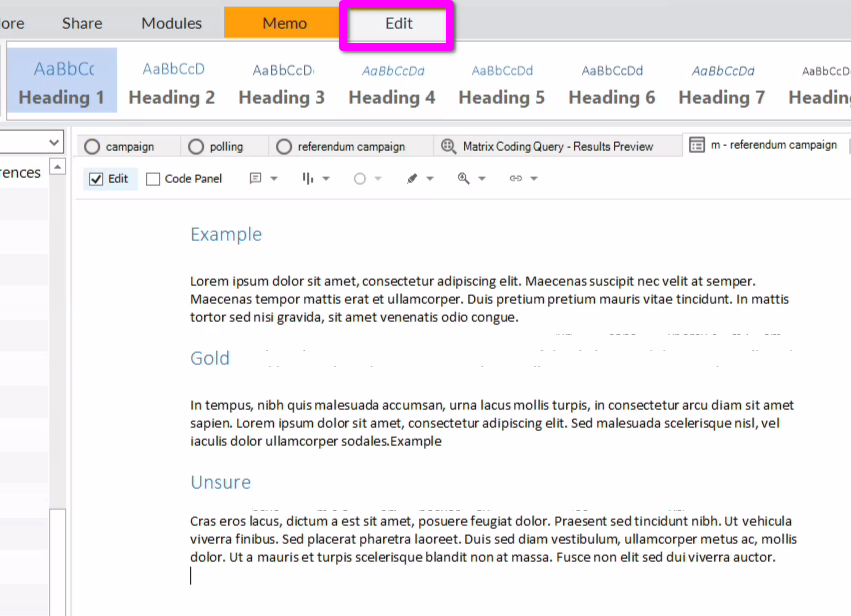 ore Share Modules Memo Edit
AaBbCc AaBbCcD AaBbCcD AaBbCcDd AaBbCcDd AaBbCcDd AaBbCcDd AaBbCcD
Heading 1 Heading 2 Heading 3 Heading 4 Heading 5 Heading 6 Heading 7 Heading
campaign polling referendum campaign Matrix Coding Query - Results Preview m - referendum campaign
rences
Edit Code Panel
Example
Lorem ipsum dolor sit amet, consectetur adipiscing elit. Maecenas suscipit nec velit at semper.
Maecenas tempor mattis erat et ullamcorper. Duis pretium pretium mauris vitae tincidunt. In mattis
tortor sed nisi gravida, sit amet venenatis odio congue.
Gold
In tempus, nibh quis malesuada accumsan, urna lacus mollis turpis, in consectetur arcu diam sit amet
sapien. Lorem ipsum dolor sit amet, consectetur adipiscing elit. Sed malesuada scelerisque nisl, vel
iaculis dolor ullamcorper sodales.Example
Unsure
Cras eros lacus, dictum a est sit amet, posuere feugiat dolor. Praesent sed tincidunt nibh. Ut vehicula
viverra finibus. Sed placerat pharetra laoreet. Duis sed diam vestibulum, ullamcorper metus ac, mollis
dolor. Ut a mauris et turpis scelerisque blandit non at massa. Fusce non elit sed dui viverra auctor.